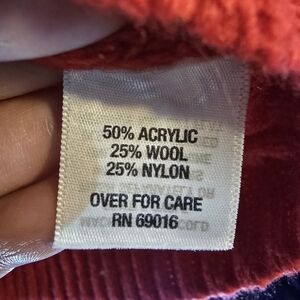 50% ACRYLIC
25% WOOL
25% NYLON
OVER FOR CARE
RN 69016